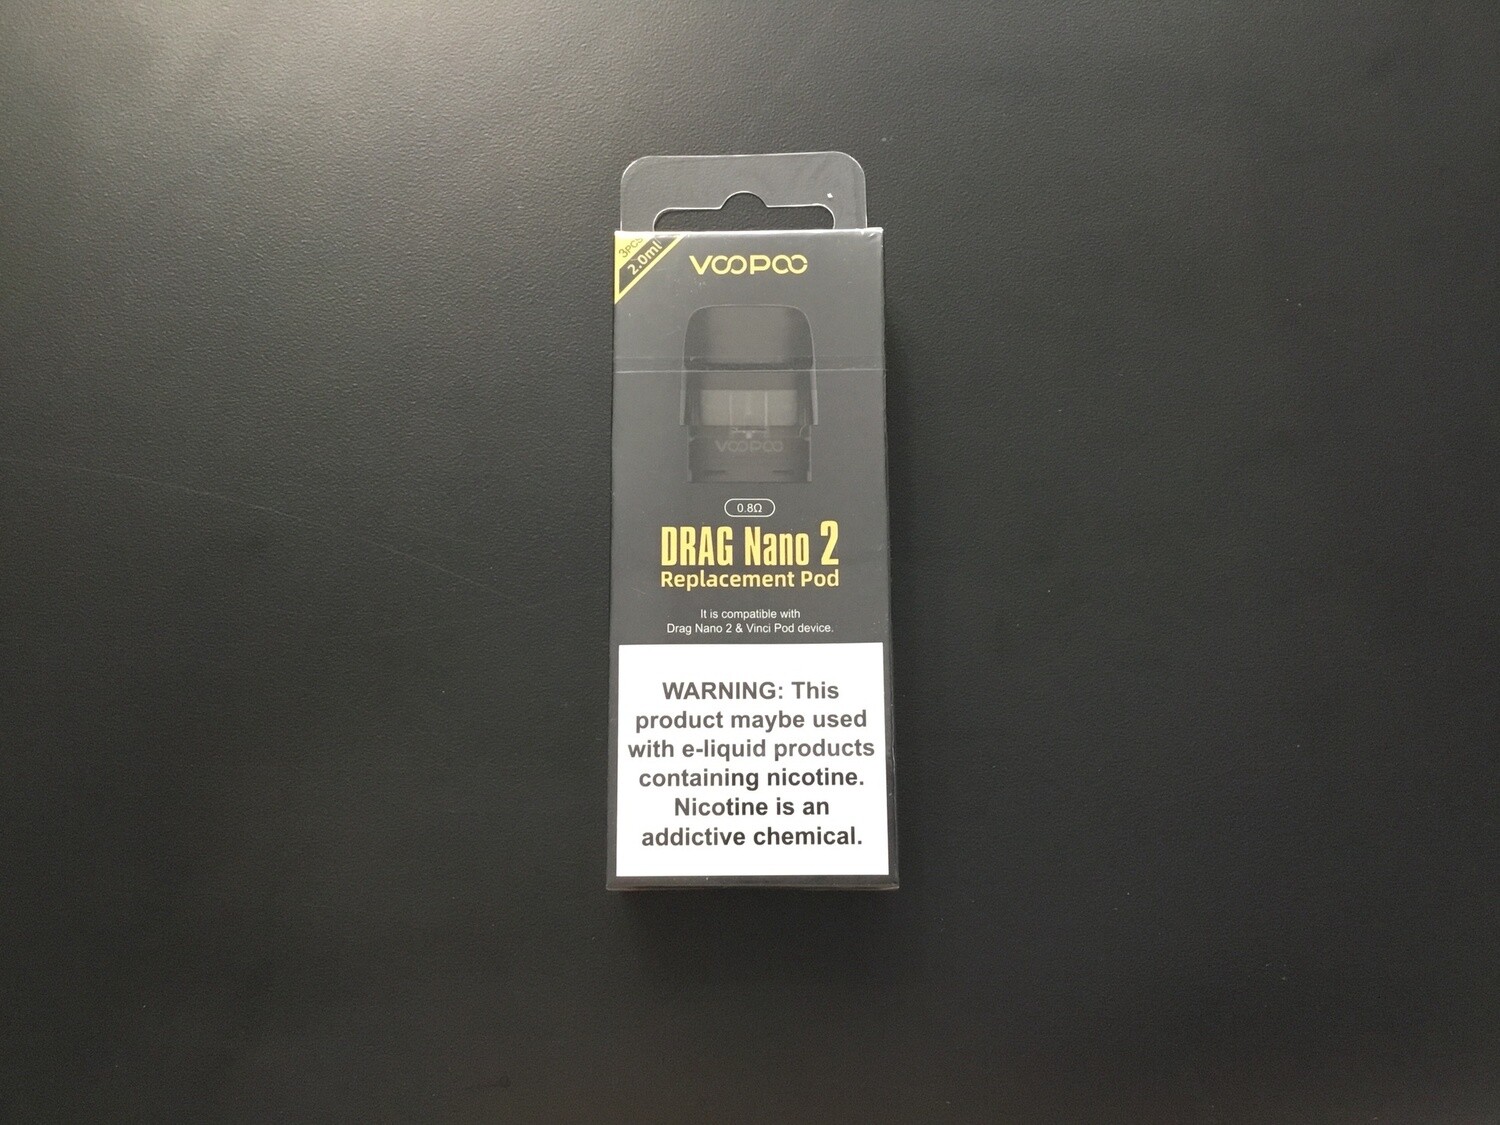 3PCS
2.0ml
VOOPOO
VOOPOO
0.8Ω
DRAG Nano 2
Replacement Pod
It is compatible with
Drag Nano 2 & Vinci Pod device.
WARNING: This
product maybe used
with e-liquid products
containing nicotine.
Nicotine is an
addictive chemical.